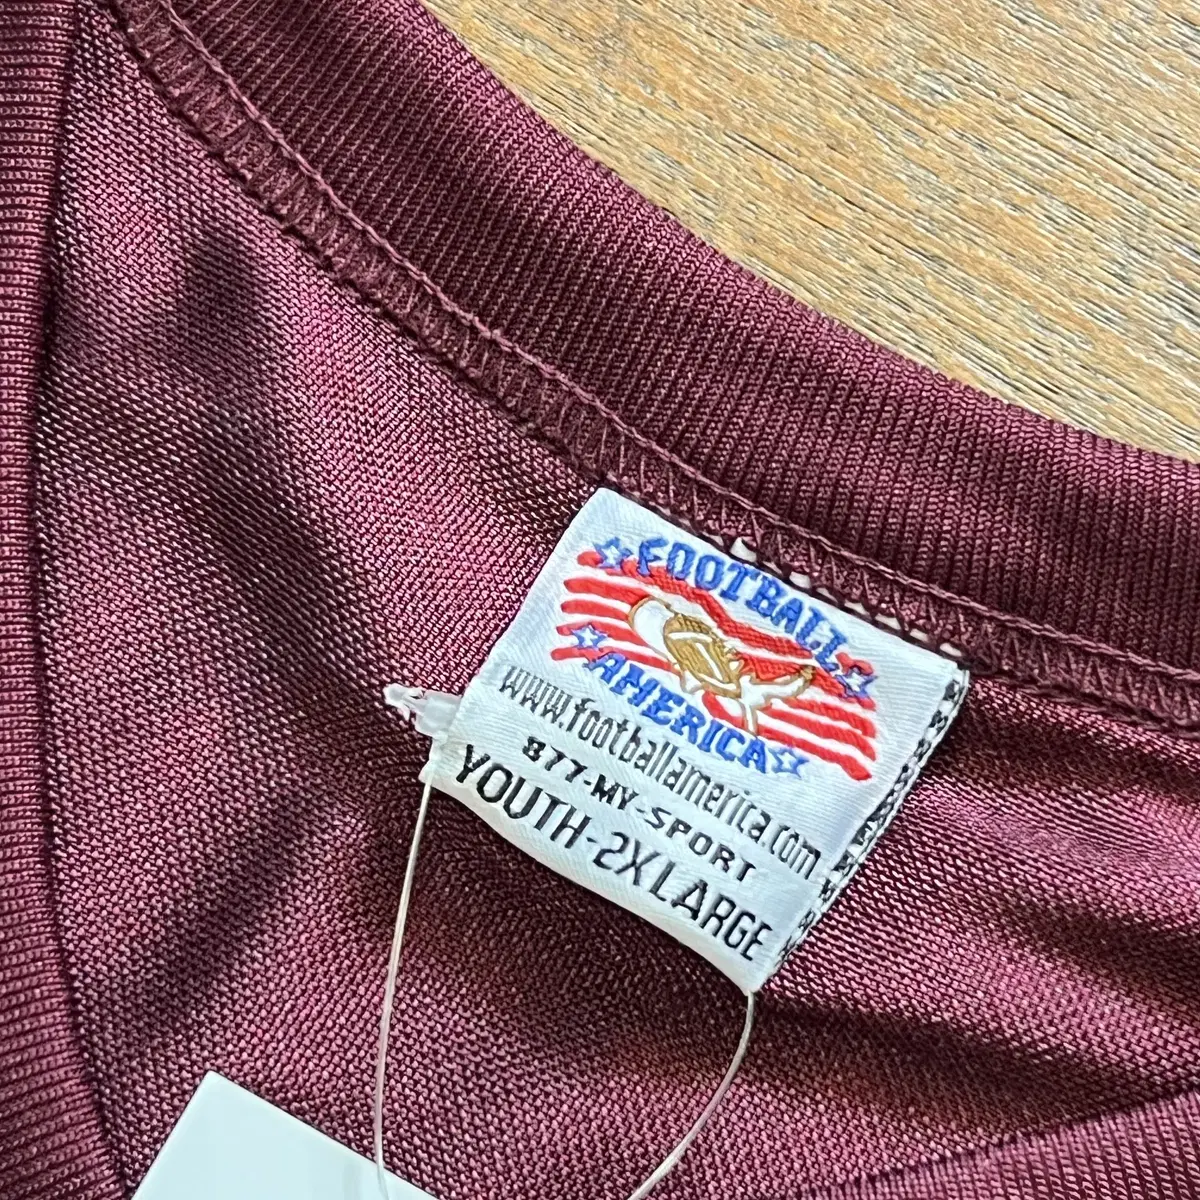 FOOTBALL
AMERICA
www.footballamerica.com
877-MY-SPORT
YOUTH-2XLARGE